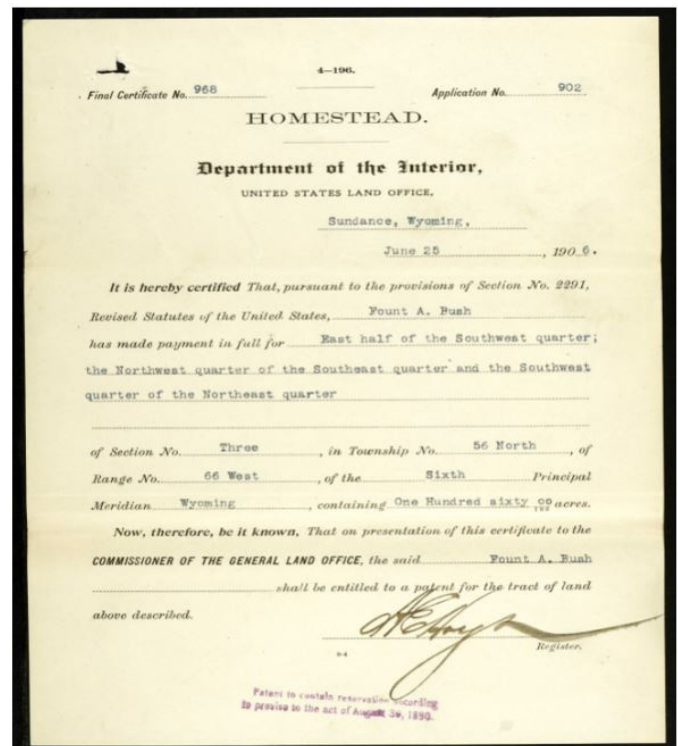 4—196.
Final Certificate No. 968 Application No. 902
HOMESTEAD.
Department of the Interior,
UNITED STATES LAND OFFICE,
Sundance, Wyoming,
June 25, 1906.
It is hereby certified That, pursuant to the provisions of Section No. 2291,
Revised Statutes of the United States, Fount A. Bush
has made payment in full for East half of the Southwest quarter;
the Northwest quarter of the Southeast quarter and the Southwest
quarter of the Northeast quarter
of Section No. Three, in Township No. 56 North, of
Range No. 66 West, of the Sixth Principal
Meridian Wyoming, containing One Hundred sixty 00/100 acres.
Now, therefore, be it known, That on presentation of this certificate to the
COMMISSIONER OF THE GENERAL LAND OFFICE, the said Fount A. Bush
shall be entitled to a patent for the tract of land
above described.
Register.
Patent to contain reservation according
to proviso to the act of August 30, 1890.